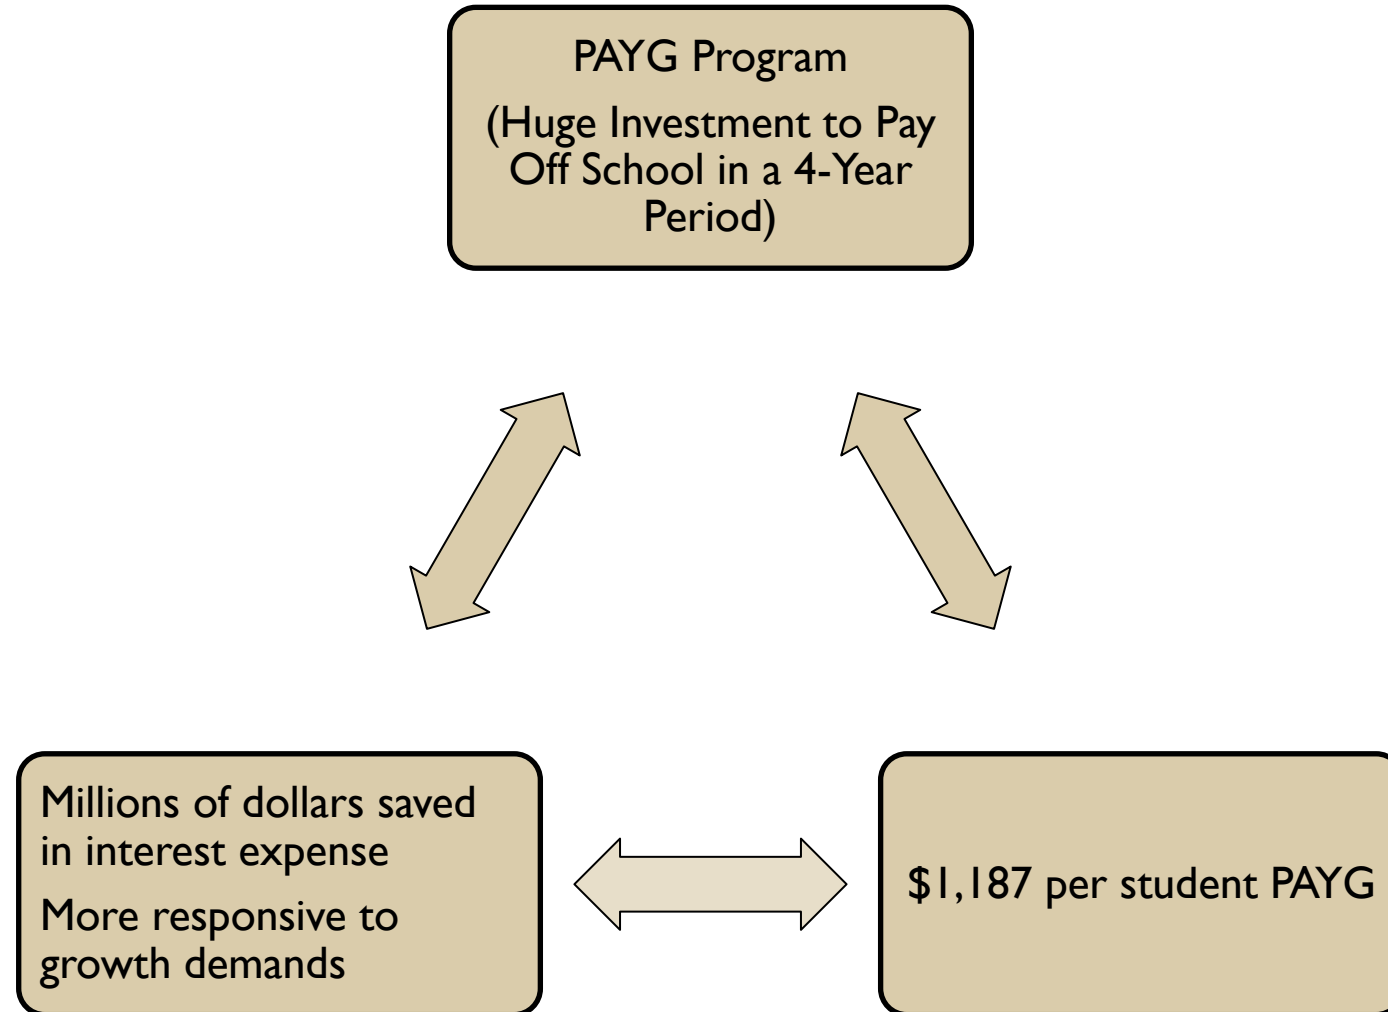 PAYG Program
(Huge Investment to Pay
Off School in a 4-Year
Period)
Millions of dollars saved
in interest expense
More responsive to
growth demands
$1,187 per student PAYG